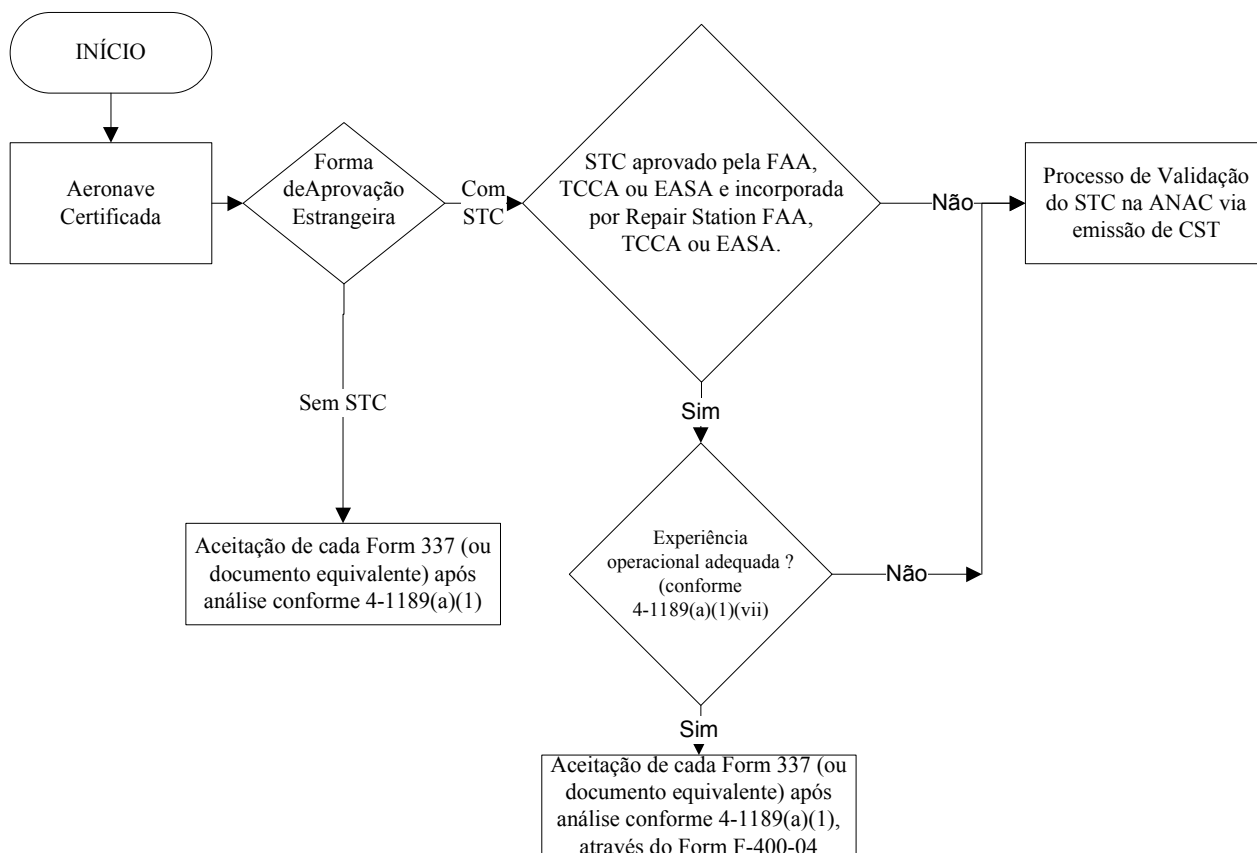 INÍCIO
Aeronave
Certificada
Forma
deAprovação
Estrangeira
Com
STC
STC aprovado pela FAA,
TCCA ou EASA e incorporada
por Repair Station FAA,
TCCA ou EASA.
Não
Processo de Validação
do STC na ANAC via
emissão de CST
Sem STC
Sim
Aceitação de cada Form 337 (ou
documento equivalente) após
análise conforme 4-1189(a)(1)
Experiência
operacional adequada ?
(conforme
4-1189(a)(1)(vii)
Não
Sim
Aceitação de cada Form 337 (ou
documento equivalente) após
análise conforme 4-1189(a)(1),
através do Form F-400-04